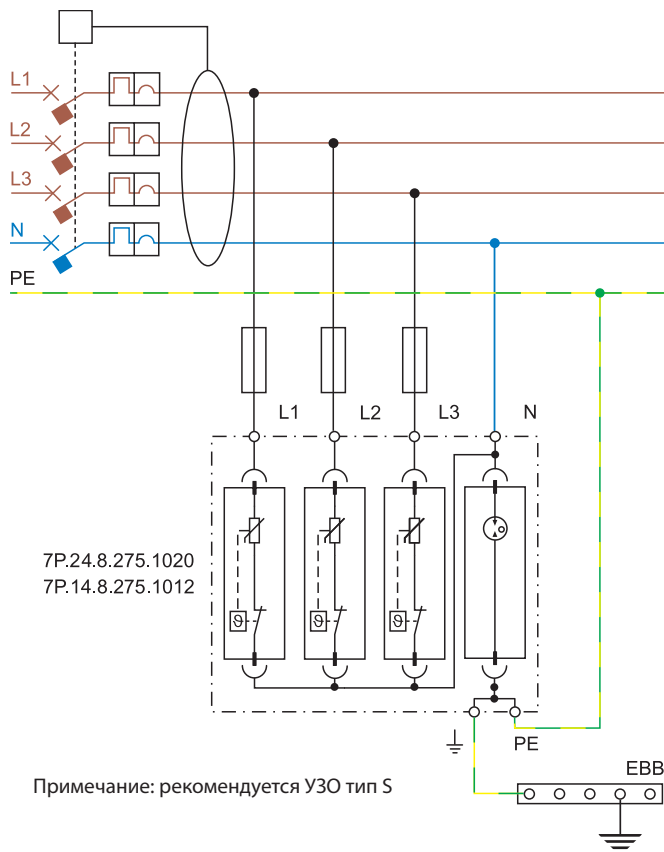 L1
L2
L3
N
PE
L1 L2 L3 N
7P.24.8.275.1020
7P.14.8.275.1012
ϑ ϑ ϑ
PE
EBB
Примечание: рекомендуется УЗО тип S